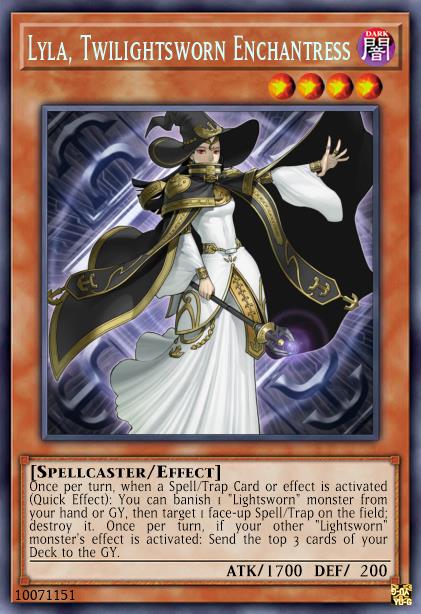 Lyla, Twilightsworn Enchantress
DARK
闇
[Spellcaster/Effect]
Once per turn, when a Spell/Trap Card or effect is activated
(Quick Effect): You can banish 1 "Lightsworn" monster from
your hand or GY, then target 1 face-up Spell/Trap on the field;
destroy it. Once per turn, if your other "Lightsworn"
monster's effect is activated: Send the top 3 cards of your
Deck to the GY.
ATK/1700 DEF/ 200
10071151